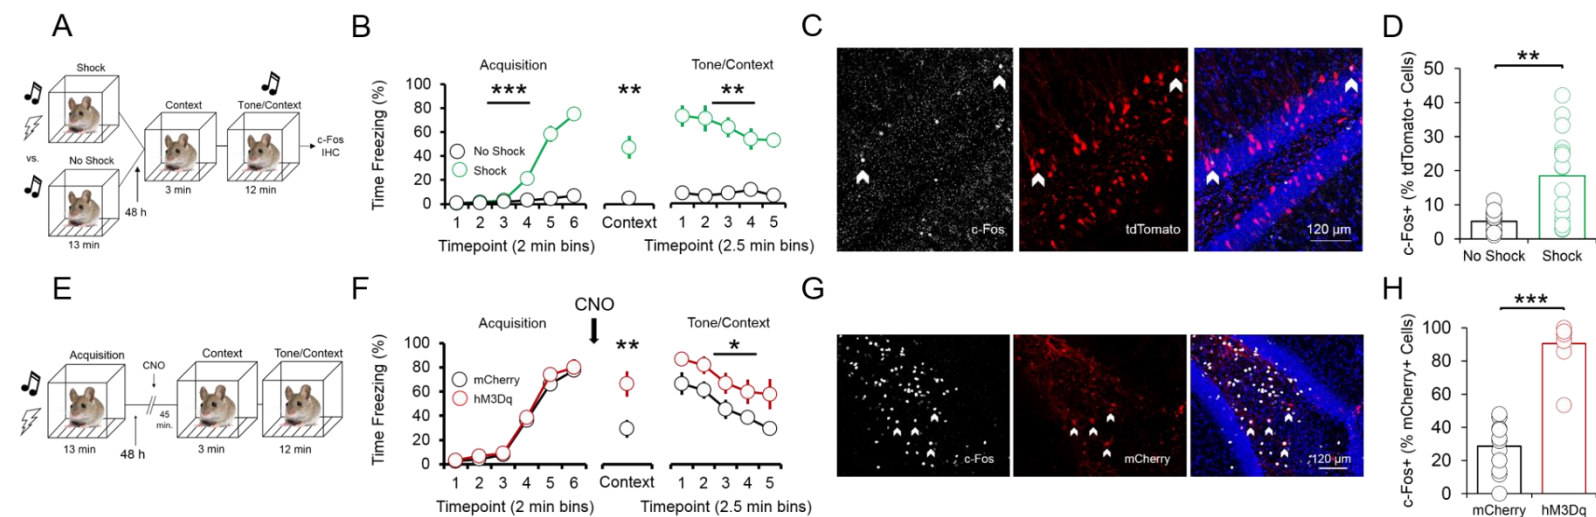 A
Shock
vs.
No Shock
13 min
48 h
Context
3 min
Tone/Context
12 min
c-Fos
IHC
B
Time Freezing (%)
100
80
60
40
20
0
Acquisition
***
No Shock
Shock
1 2 3 4 5 6
Timepoint (2 min bins)
**
Context
Tone/Context
**
1 2 3 4 5
Timepoint (2.5 min bins)
C
c-Fos
tdTomato
120 µm
D
c-Fos+ (% tdTomato+ Cells)
50
40
30
20
10
0
**
No Shock Shock
E
Acquisition
13 min
48 h
CNO
45
min.
Context
3 min
Tone/Context
12 min
F
Time Freezing (%)
100
80
60
40
20
0
Acquisition
mCherry
hM3Dq
1 2 3 4 5 6
Timepoint (2 min bins)
CNO
**
Context
Tone/Context
*
1 2 3 4 5
Timepoint (2.5 min bins)
G
c-Fos
mCherry
120 µm
H
c-Fos+ (% mCherry+ Cells)
100
80
60
40
20
0
***
mCherry hM3Dq